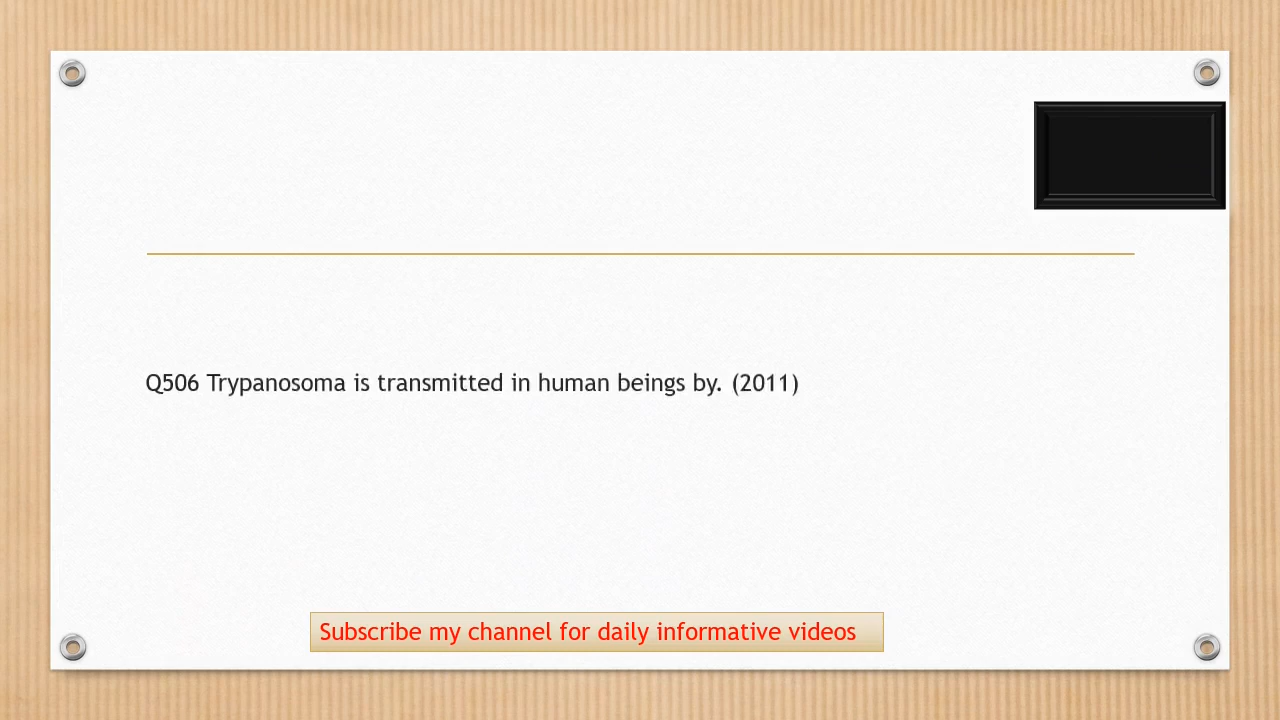 Q506 Trypanosoma is transmitted in human beings by. (2011)
Subscribe my channel for daily informative videos